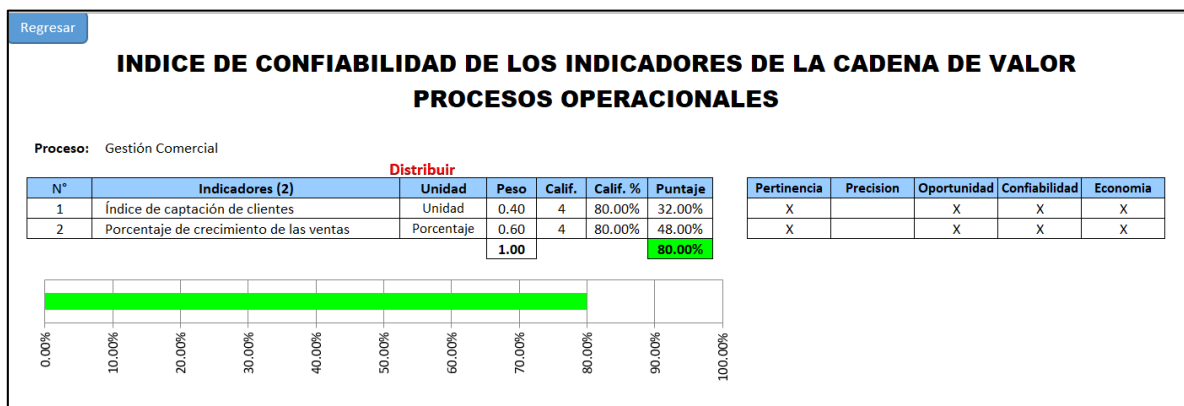 Regresar
INDICE DE CONFIABILIDAD DE LOS INDICADORES DE LA CADENA DE VALOR
PROCESOS OPERACIONALES
Proceso: Gestión Comercial
Distribuir
N° Indicadores (2) Unidad Peso Calif. Calif. % Puntaje Pertinencia Precision Oportunidad Confiabilidad Economia
1 Índice de captación de clientes Unidad 0.40 4 80.00% 32.00% X X X X
2 Porcentaje de crecimiento de las ventas Porcentaje 0.60 4 80.00% 48.00% X X X X
1.00 80.00%
0.00% 10.00% 20.00% 30.00% 40.00% 50.00% 60.00% 70.00% 80.00% 90.00% 100.00%